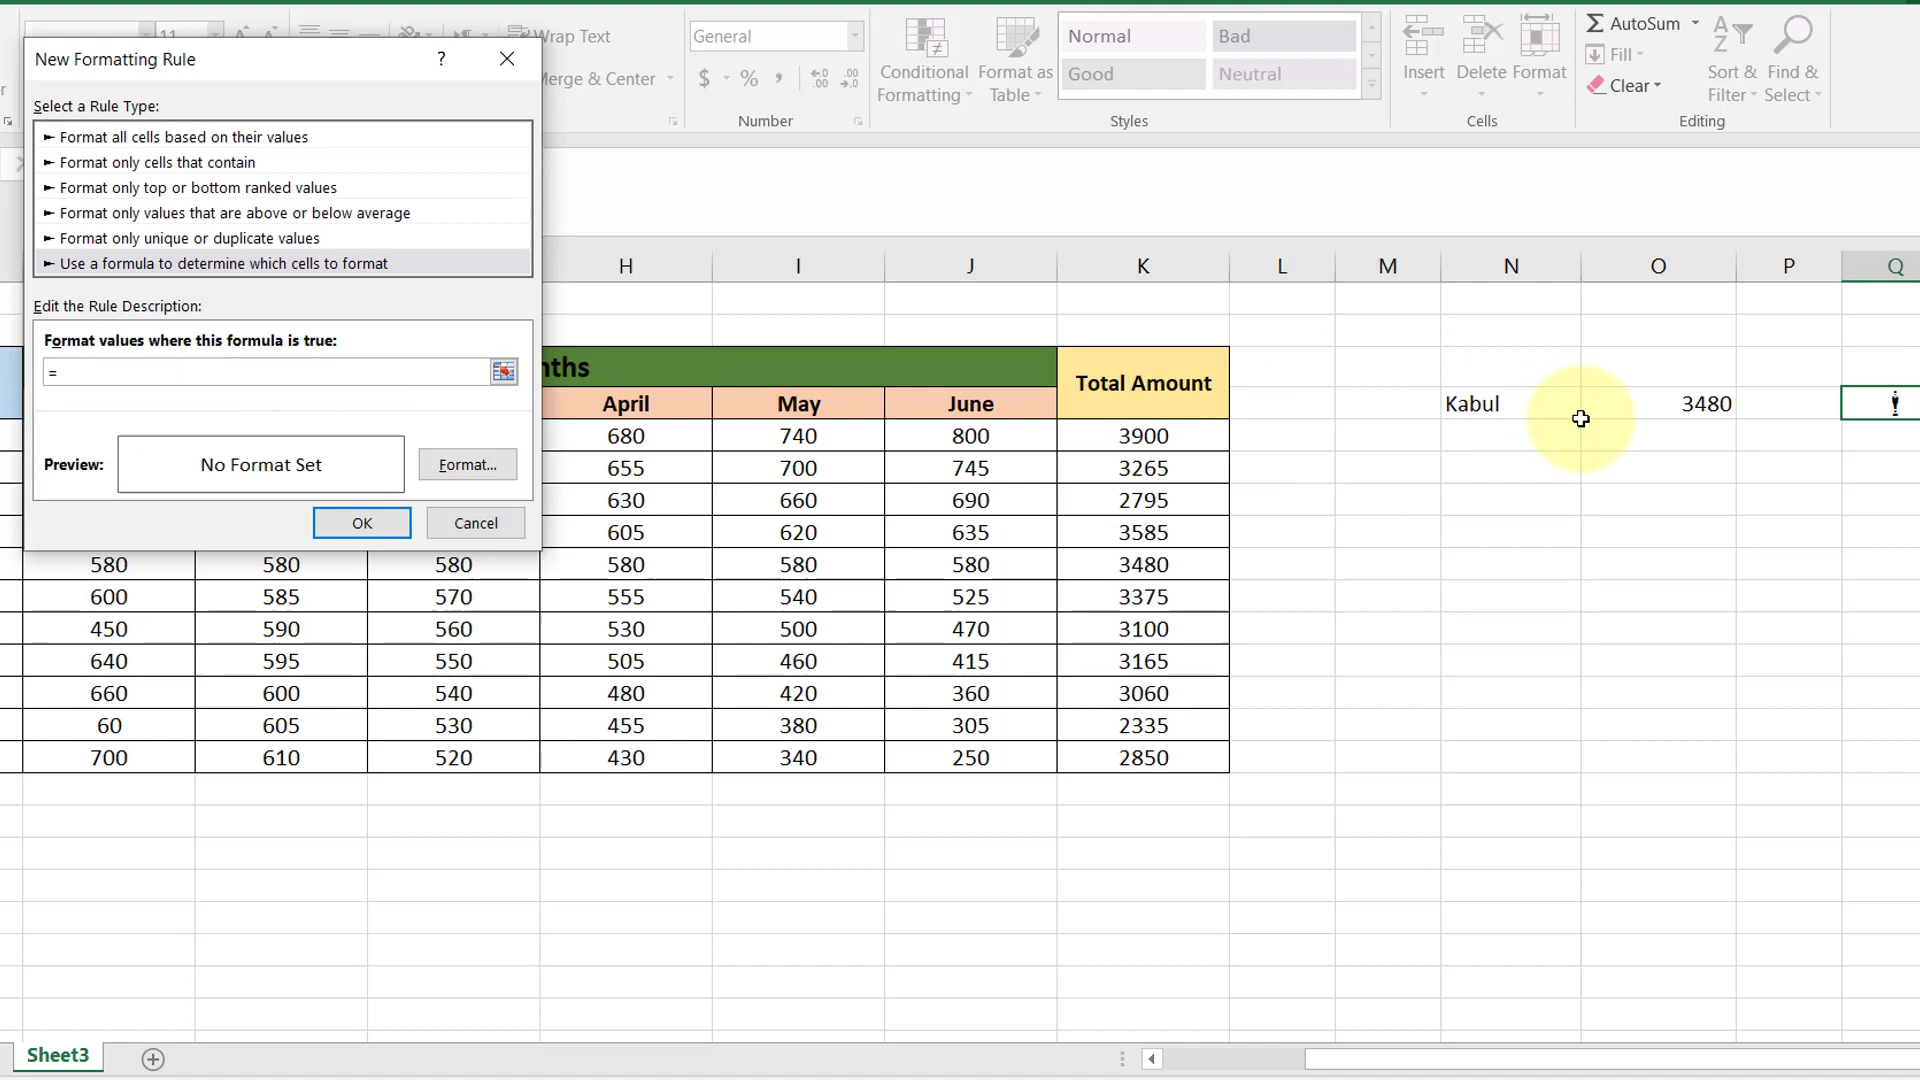 11
Wrap Text
Merge & Center
General
$ %
Conditional
Formatting
Format as
Table
Normal
Bad
Good
Neutral
Insert
Delete
Format
AutoSum
Fill
Clear
Sort &
Filter
Find &
Select
Number
Styles
Cells
Editing
New Formatting Rule
?
Select a Rule Type:
► Format all cells based on their values
► Format only cells that contain
► Format only top or bottom ranked values
► Format only values that are above or below average
► Format only unique or duplicate values
► Use a formula to determine which cells to format
Edit the Rule Description:
Format values where this formula is true:
=
Preview:
No Format Set
Format...
OK
Cancel
H I J K L M N O P Q
nths
Total Amount
April May June
Kabul 3480 !
680 740 800 3900
655 700 745 3265
630 660 690 2795
605 620 635 3585
580 580 580 580 580 580 3480
600 585 570 555 540 525 3375
450 590 560 530 500 470 3100
640 595 550 505 460 415 3165
660 600 540 480 420 360 3060
60 605 530 455 380 305 2335
700 610 520 430 340 250 2850
Sheet3